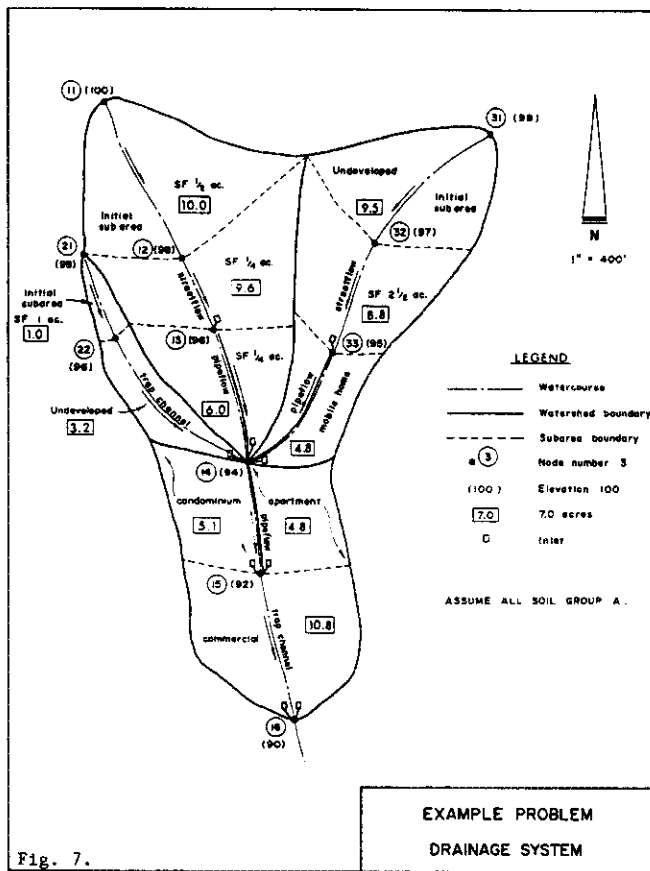 11 (100)
31 (98)
Undeveloped
SF 1/2 ac.
10.0
Initial
subarea
9.5
Initial
subarea
21
(99)
12 (98)
32 (97)
N
1" = 400'
SF 1/4 ac.
9.6
streetflow
streetflow
SF 2 1/2 ac.
8.8
Initial
subarea
SF 1 ac.
1.0
13 (96)
33 (95)
22
(96)
SF 1/4 ac.
pipeflow
pipeflow
mobile home
trap channel
Undeveloped
3.2
6.0
4.8
14 (94)
LEGEND
Watercourse
Watershed boundary
Subarea boundary
3 Node number 3
(100) Elevation 100
7.0 7.0 acres
Inlet
condominium
apartment
5.1
4.8
pipeflow
15 (92)
ASSUME ALL SOIL GROUP A.
commercial
trap channel
10.8
16
(90)
EXAMPLE PROBLEM
DRAINAGE SYSTEM
Fig. 7.